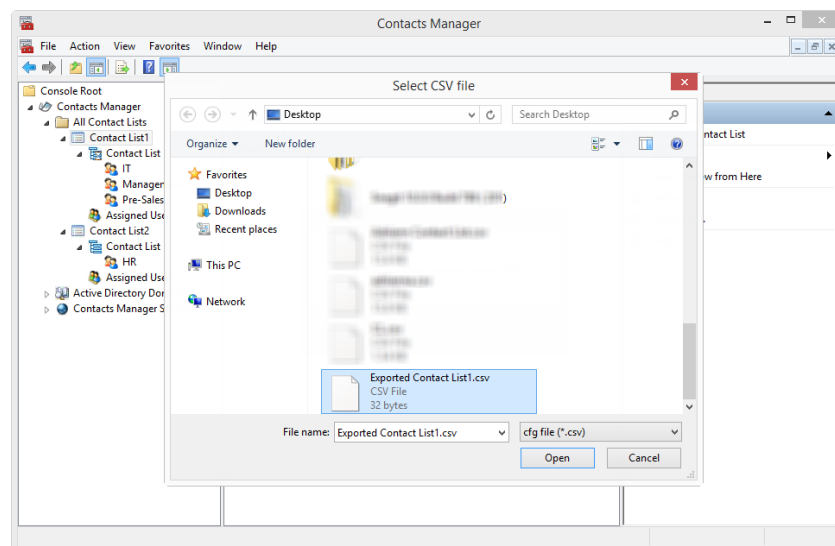 Contacts Manager
File Action View Favorites Window Help
Console Root
Contacts Manager
All Contact Lists
Contact List1
Contact List
IT
Manager
Pre-Sales
Assigned Use
Contact List2
Contact List
HR
Assigned Use
Active Directory Dor
Contacts Manager S
Select CSV file
Desktop
Search Desktop
Organize
New folder
Favorites
Desktop
Downloads
Recent places
This PC
Network
Exported Contact List1.csv
CSV File
32 bytes
File name: Exported Contact List1.csv
cfg file (*.csv)
Open
Cancel
ntact List
w from Here